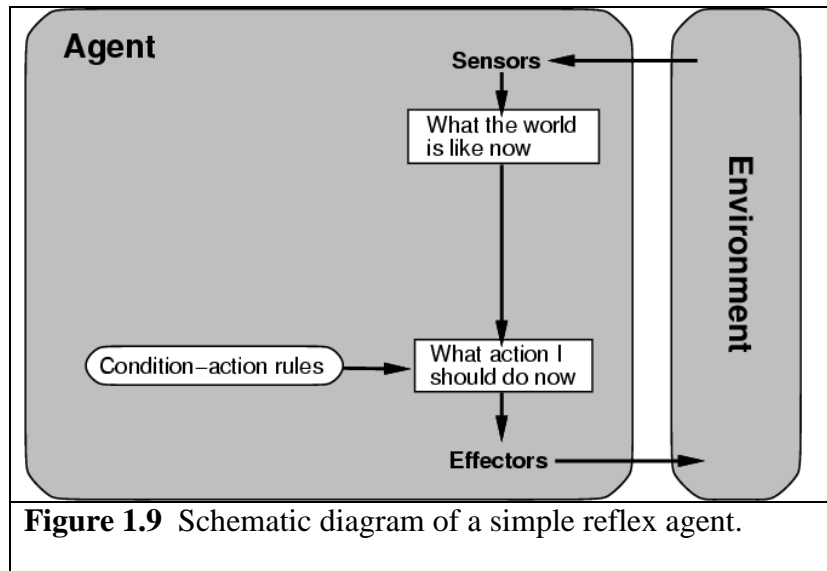 Agent
Sensors
What the world
is like now
Environment
Condition−action rules
What action I
should do now
Effectors
Figure 1.9 Schematic diagram of a simple reflex agent.